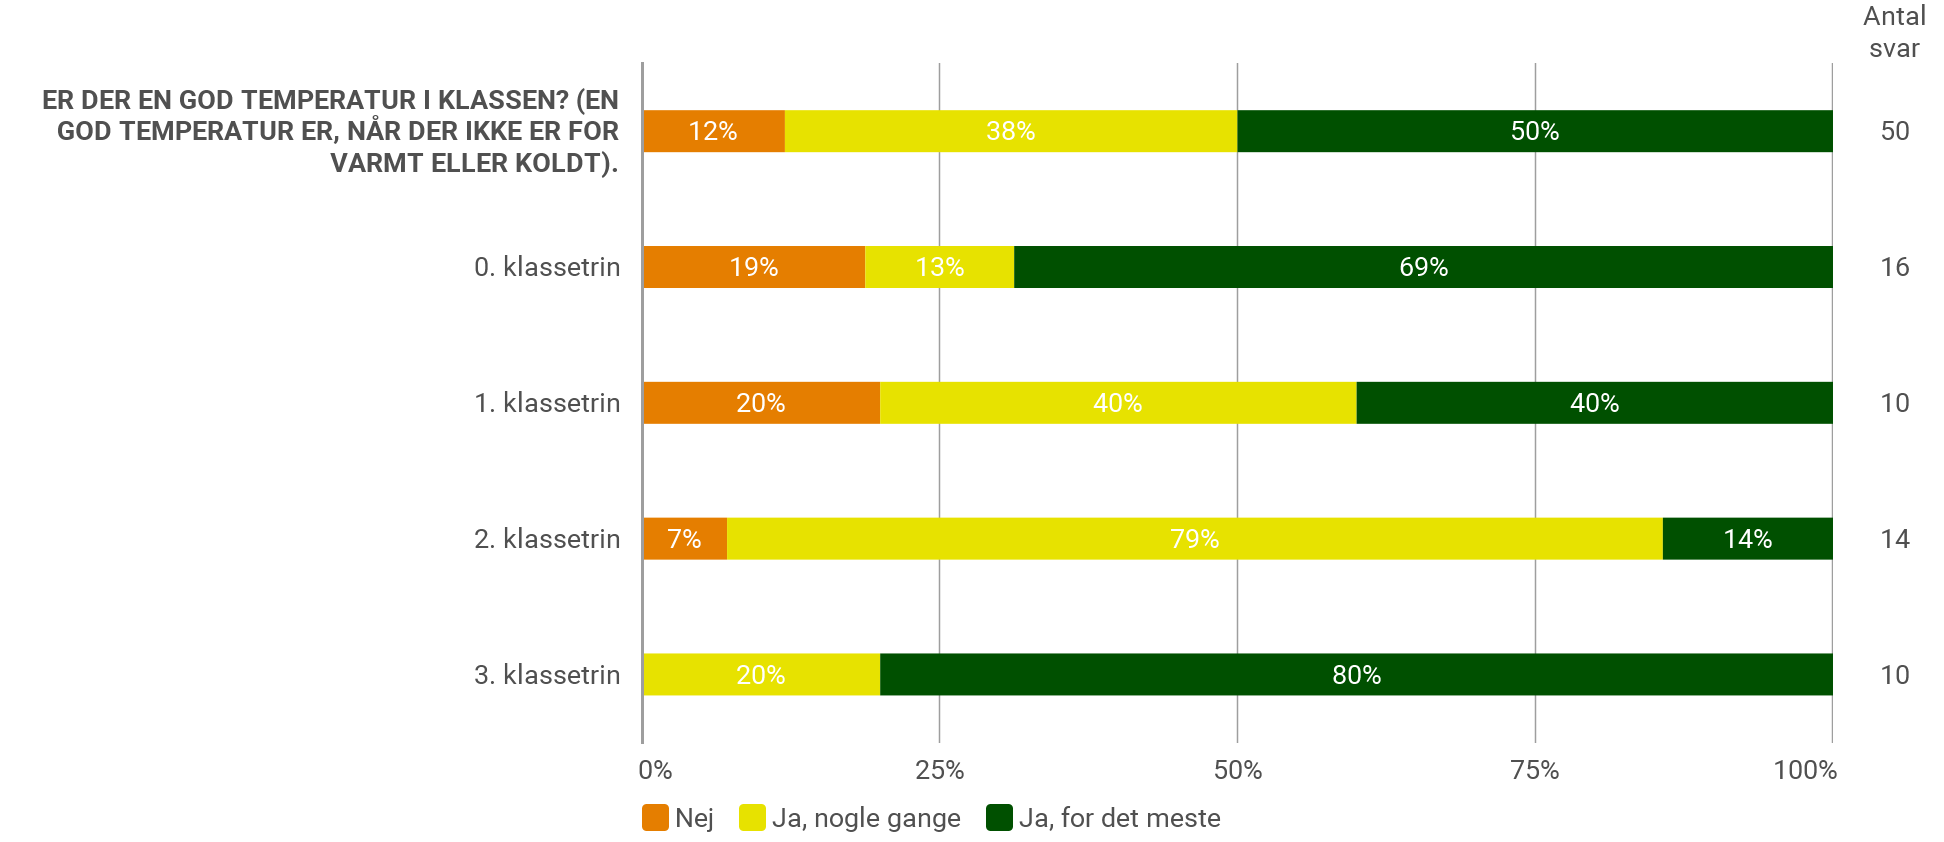 Antal
svar
ER DER EN GOD TEMPERATUR I KLASSEN? (EN
GOD TEMPERATUR ER, NÅR DER IKKE ER FOR
VARMT ELLER KOLDT).
12% 38% 50% 50
0. klassetrin 19% 13% 69% 16
1. klassetrin 20% 40% 40% 10
2. klassetrin 7% 79% 14% 14
3. klassetrin 20% 80% 10
0% 25% 50% 75% 100%
Nej Ja, nogle gange Ja, for det meste